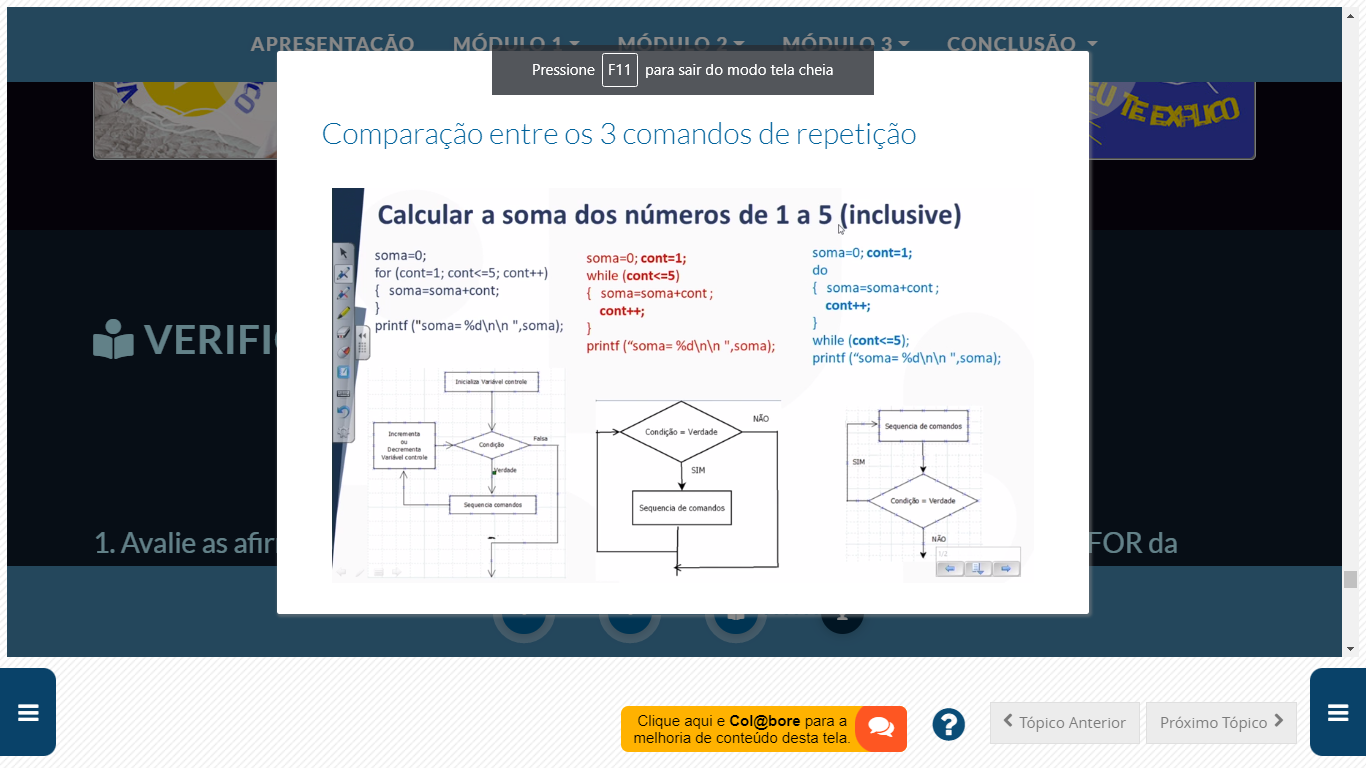 APRESENTAÇÃO MÓDULO 1 MÓDULO 2 MÓDULO 3 CONCLUSÃO
Pressione F11 para sair do modo tela cheia
EU TE EXPLICO
Comparação entre os 3 comandos de repetição
Calcular a soma dos números de 1 a 5 (inclusive)
soma=0;
for (cont=1; cont<=5; cont++)
{ soma=soma+cont;
}
printf ("soma= %d\n\n ",soma);
soma=0; cont=1;
while (cont<=5)
{ soma=soma+cont ;
cont++;
}
printf (“soma= %d\n\n ",soma);
soma=0; cont=1;
do
{ soma=soma+cont ;
cont++;
}
while (cont<=5);
printf (“soma= %d\n\n ",soma);
Inicializa Variável controle
Incrementa
ou
Decrementa
Variável controle
Condição
Falsa
Verdade
Sequencia comandos
Condição = Verdade
NÃO
SIM
Sequencia de comandos
Sequencia de comandos
SIM
Condição = Verdade
NÃO
1/2
VERIFI
1. Avalie as afir
FOR da
Clique aqui e Col@bore para a
melhoria de conteúdo desta tela.
?
Tópico Anterior
Próximo Tópico